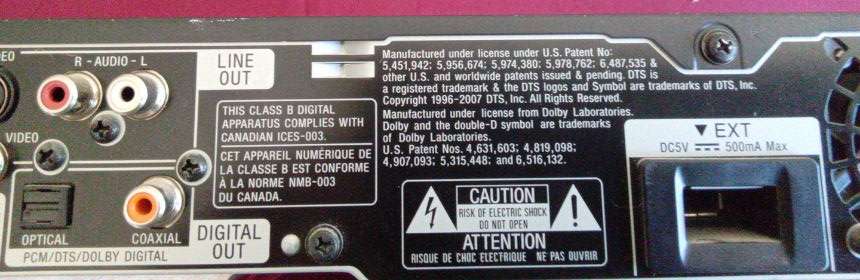 R - AUDIO - L
LINE
OUT
VIDEO
OPTICAL
COAXIAL
PCM/DTS/DOLBY DIGITAL
DIGITAL
OUT
THIS CLASS B DIGITAL
APPARATUS COMPLIES WITH
CANADIAN ICES-003.
CET APPAREIL NUMÉRIQUE DE
LA CLASSE B EST CONFORME
À LA NORME NMB-003
DU CANADA.
Manufactured under license under U.S. Patent No:
5,451,942; 5,956,674; 5,974,380; 5,978,762; 6,487,535 &
other U.S. and worldwide patents issued & pending. DTS is
a registered trademark & the DTS logos and Symbol are trademarks of DTS, Inc.
Copyright 1996-2007 DTS, Inc. All Rights Reserved.
Manufactured under license from Dolby Laboratories.
Dolby and the double-D symbol are trademarks
of Dolby Laboratories.
U.S. Patent Nos. 4,631,603; 4,819,098;
4,907,093; 5,315,448; and 6,516,132.
CAUTION
RISK OF ELECTRIC SHOCK
DO NOT OPEN
ATTENTION
RISQUE DE CHOC ELECTRIQUE NE PAS OUVRIR
▼ EXT
DC5V ⎓ 500mA Max